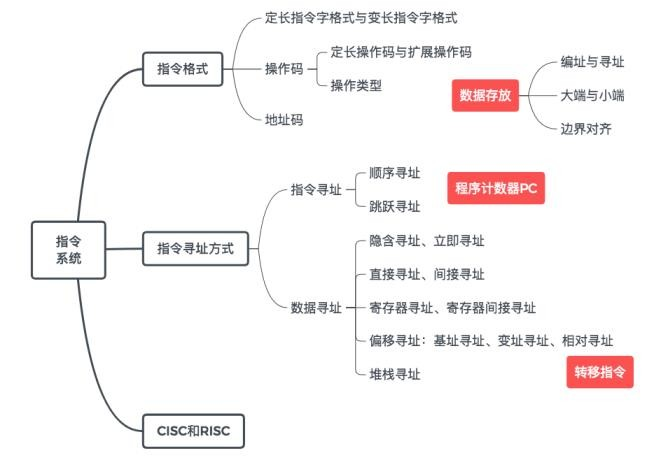 定长指令字格式与变长指令字格式
指令格式
操作码
定长操作码与扩展操作码
操作类型
地址码
数据存放
编址与寻址
大端与小端
边界对齐
指令
系统
指令寻址方式
指令寻址
顺序寻址
跳跃寻址
程序计数器PC
数据寻址
隐含寻址、立即寻址
直接寻址、间接寻址
寄存器寻址、寄存器间接寻址
偏移寻址：基址寻址、变址寻址、相对寻址
堆栈寻址
转移指令
CISC和RISC